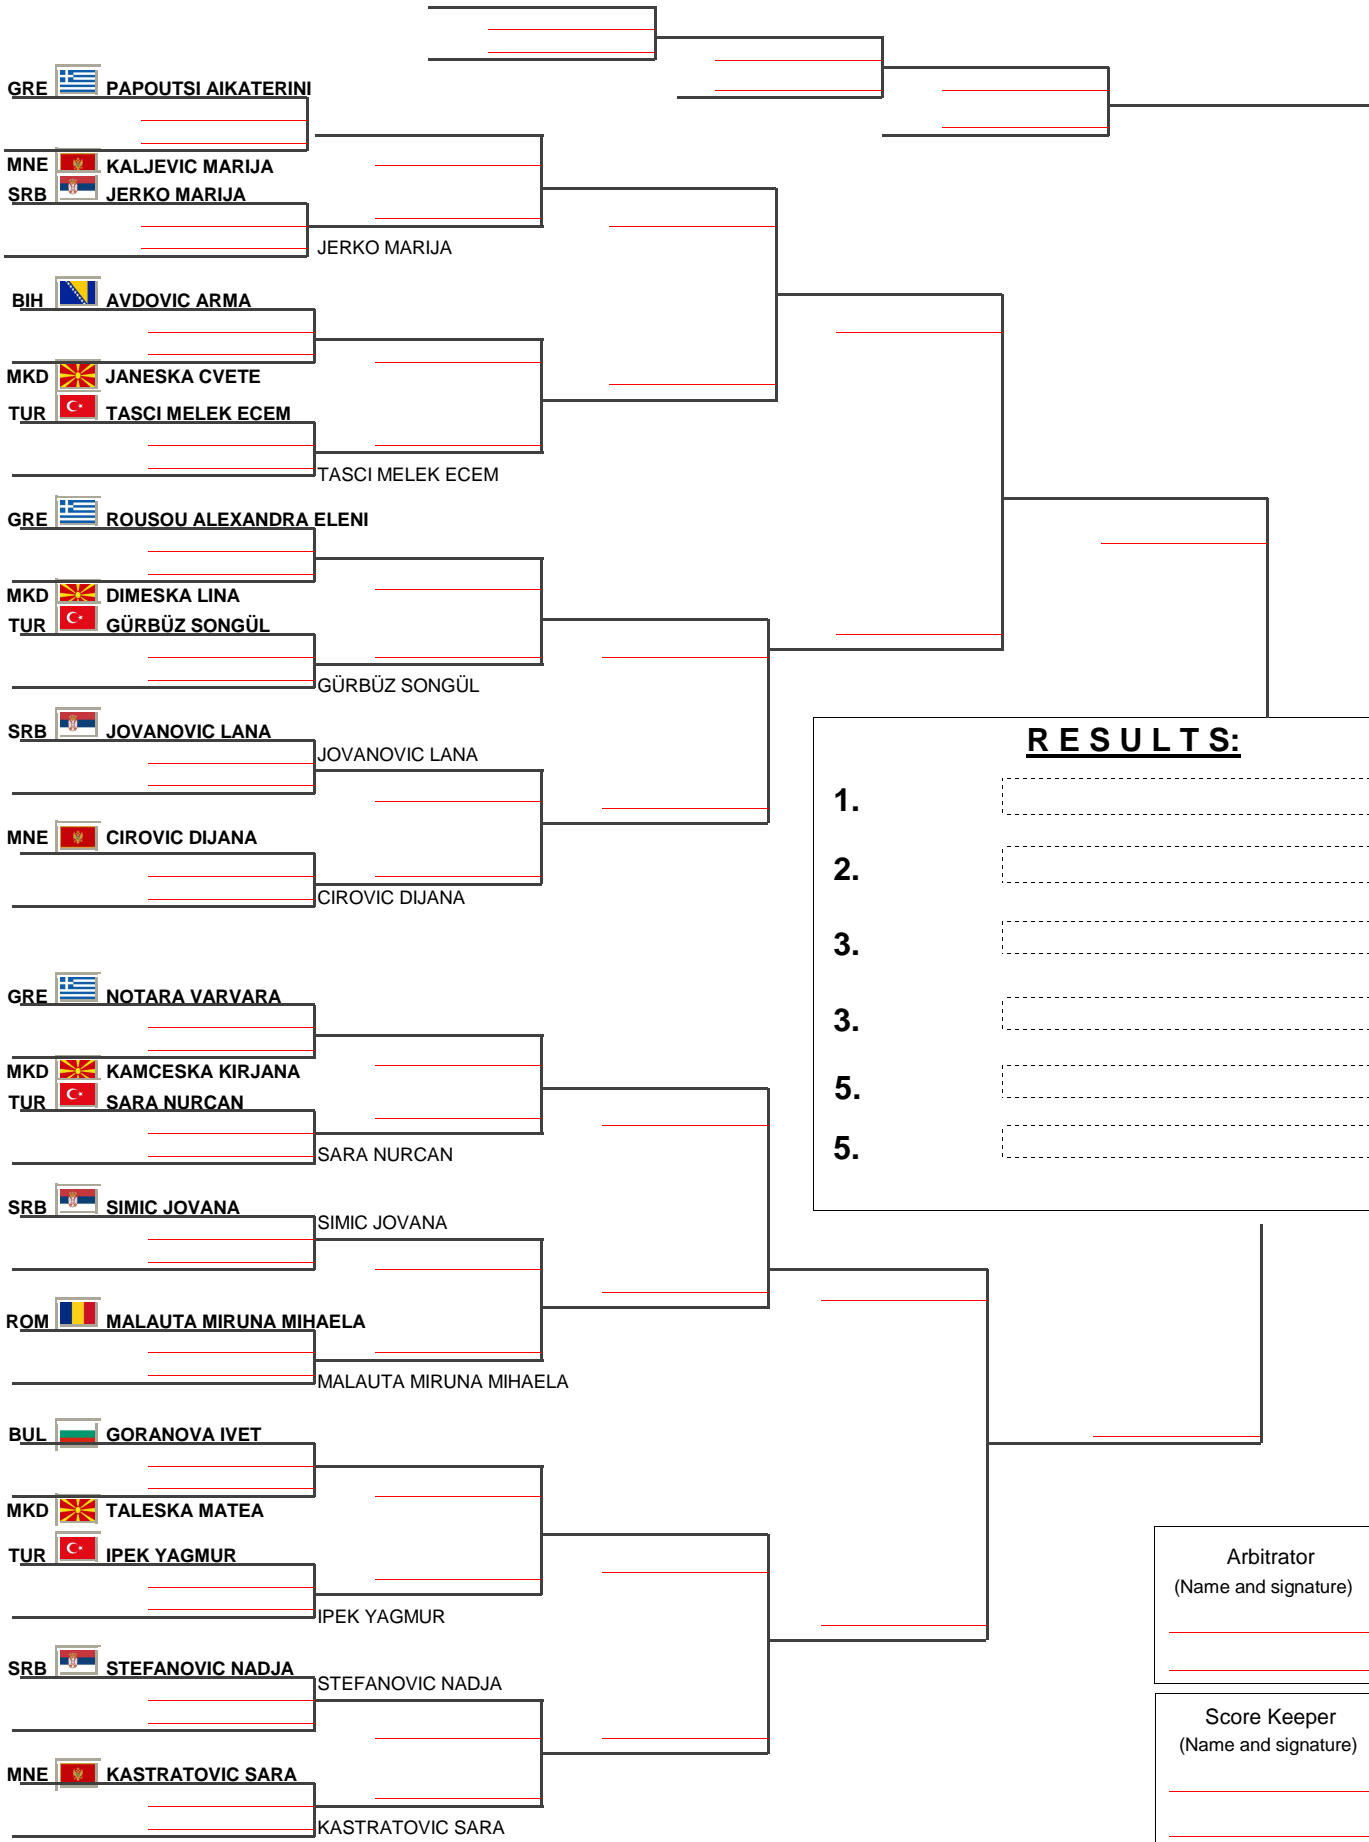 GRE PAPOUTSI AIKATERINI
MNE KALJEVIC MARIJA
SRB JERKO MARIJA
JERKO MARIJA
BIH AVDOVIC ARMA
MKD JANESKA CVETE
TUR TASCI MELEK ECEM
TASCI MELEK ECEM
GRE ROUSOU ALEXANDRA ELENI
MKD DIMESKA LINA
TUR GÜRBÜZ SONGÜL
GÜRBÜZ SONGÜL
SRB JOVANOVIC LANA
JOVANOVIC LANA
MNE CIROVIC DIJANA
CIROVIC DIJANA
GRE NOTARA VARVARA
MKD KAMCESKA KIRJANA
TUR SARA NURCAN
SARA NURCAN
SRB SIMIC JOVANA
SIMIC JOVANA
ROM MALAUTA MIRUNA MIHAELA
MALAUTA MIRUNA MIHAELA
BUL GORANOVA IVET
MKD TALESKA MATEA
TUR IPEK YAGMUR
IPEK YAGMUR
SRB STEFANOVIC NADJA
STEFANOVIC NADJA
MNE KASTRATOVIC SARA
KASTRATOVIC SARA
R E S U L T S:
1.
2.
3.
3.
5.
5.
Arbitrator
(Name and signature)
Score Keeper
(Name and signature)